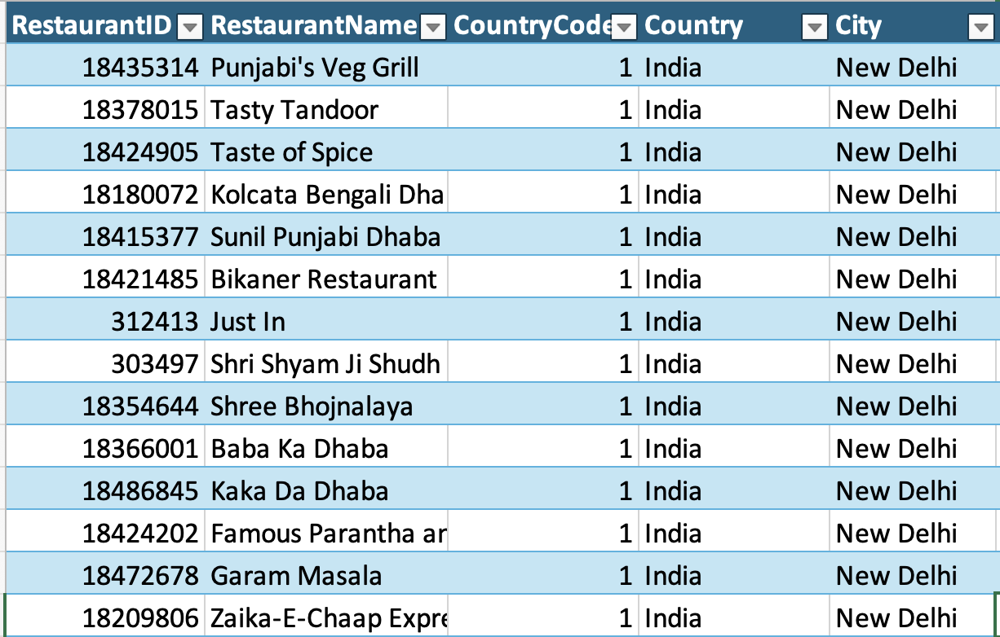 RestaurantID RestaurantName CountryCode Country City
18435314 Punjabi's Veg Grill 1 India New Delhi
18378015 Tasty Tandoor 1 India New Delhi
18424905 Taste of Spice 1 India New Delhi
18180072 Kolcata Bengali Dha 1 India New Delhi
18415377 Sunil Punjabi Dhaba 1 India New Delhi
18421485 Bikaner Restaurant 1 India New Delhi
312413 Just In 1 India New Delhi
303497 Shri Shyam Ji Shudh 1 India New Delhi
18354644 Shree Bhojnalaya 1 India New Delhi
18366001 Baba Ka Dhaba 1 India New Delhi
18486845 Kaka Da Dhaba 1 India New Delhi
18424202 Famous Parantha ar 1 India New Delhi
18472678 Garam Masala 1 India New Delhi
18209806 Zaika-E-Chaap Expre 1 India New Delhi